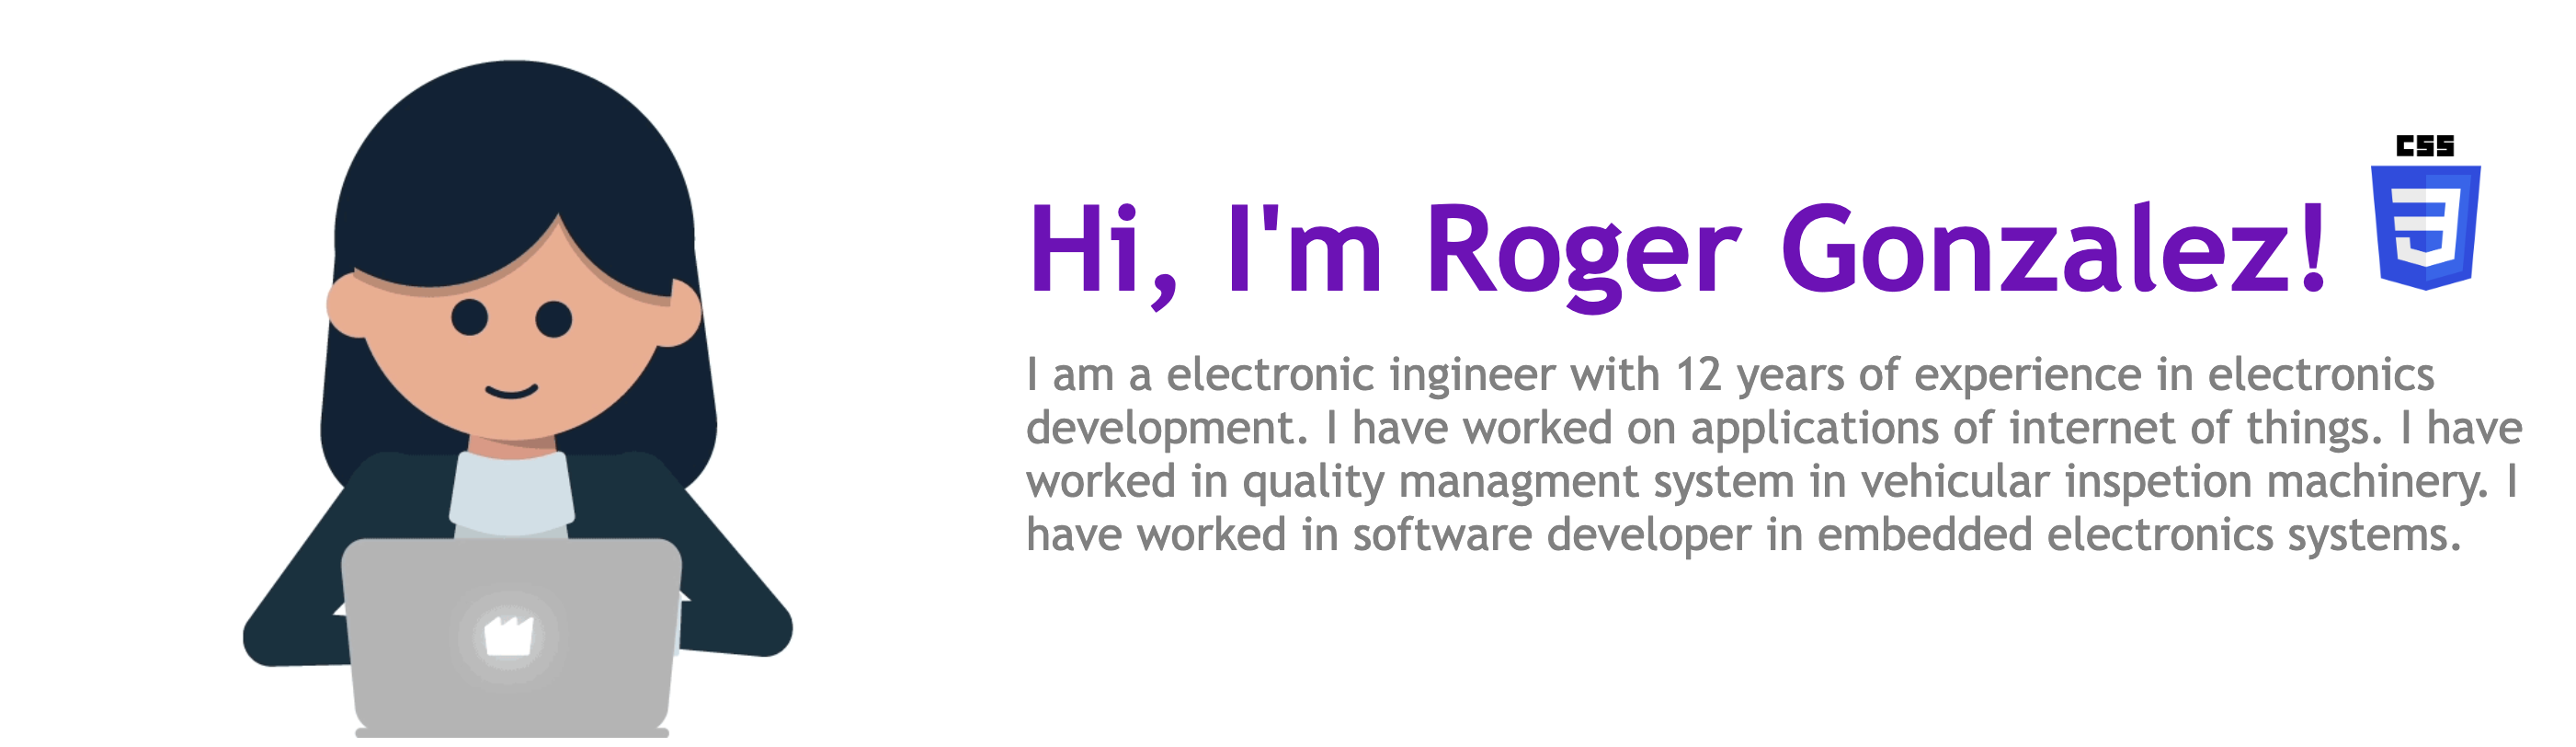 CSS
Hi, I'm Roger Gonzalez!
I am a electronic ingineer with 12 years of experience in electronics
development. I have worked on applications of internet of things. I have
worked in quality managment system in vehicular inspetion machinery. I
have worked in software developer in embedded electronics systems.